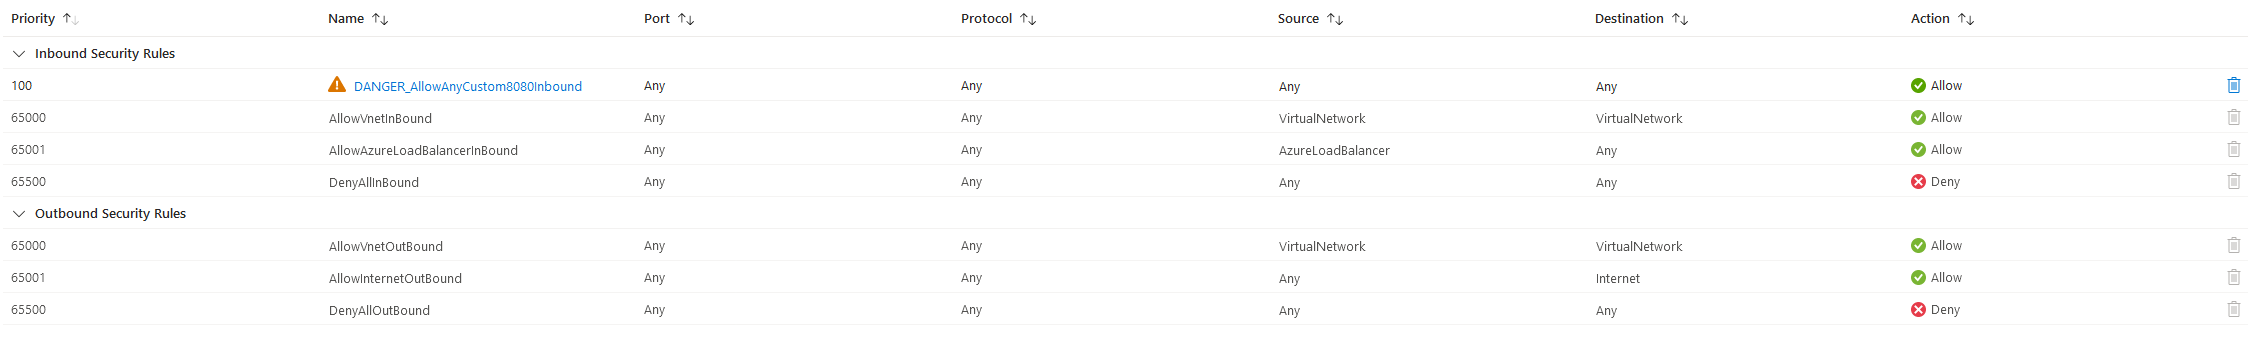 Priority Name Port Protocol Source Destination Action
Inbound Security Rules
100 DANGER_AllowAnyCustom8080Inbound Any Any Any Any Allow
65000 AllowVnetInBound Any Any VirtualNetwork VirtualNetwork Allow
65001 AllowAzureLoadBalancerInBound Any Any AzureLoadBalancer Any Allow
65500 DenyAllInBound Any Any Any Any Deny
Outbound Security Rules
65000 AllowVnetOutBound Any Any VirtualNetwork VirtualNetwork Allow
65001 AllowInternetOutBound Any Any Any Internet Allow
65500 DenyAllOutBound Any Any Any Any Deny